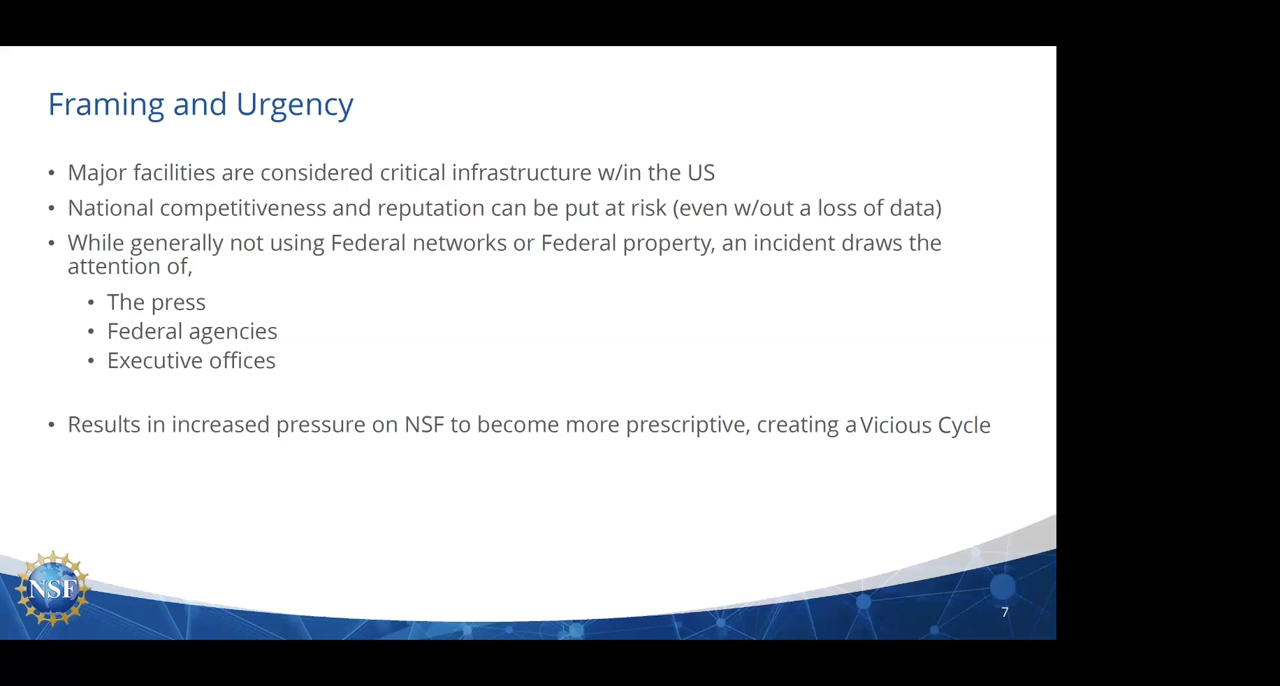 Framing and Urgency
• Major facilities are considered critical infrastructure w/in the US
• National competitiveness and reputation can be put at risk (even w/out a loss of data)
• While generally not using Federal networks or Federal property, an incident draws the
attention of,
• The press
• Federal agencies
• Executive offices
• Results in increased pressure on NSF to become more prescriptive, creating a Vicious Cycle
NSF
7